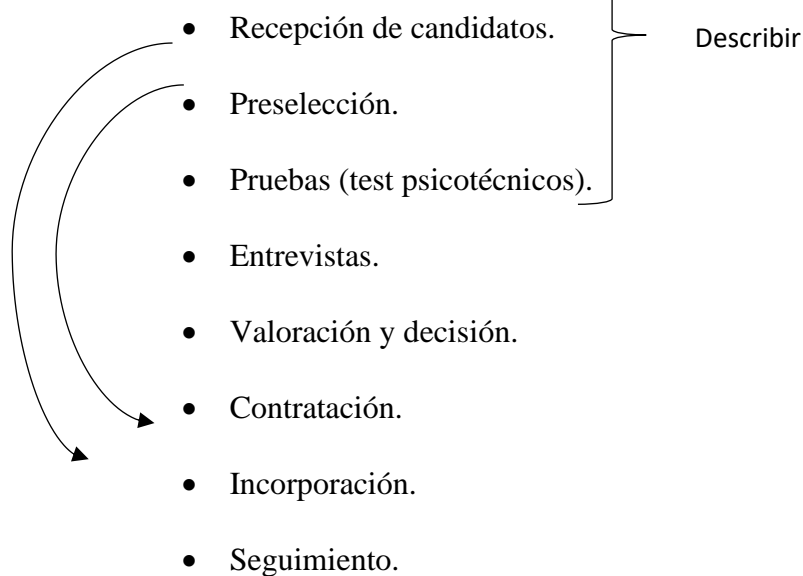 • Recepción de candidatos.
Describir
• Preselección.
• Pruebas (test psicotécnicos).
• Entrevistas.
• Valoración y decisión.
• Contratación.
• Incorporación.
• Seguimiento.